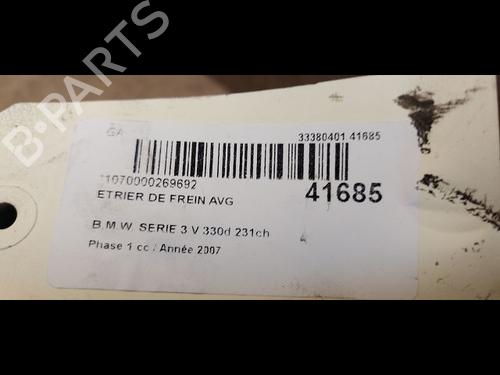 B-PARTS
GA
33380401 41685
11070000269692
ETRIER DE FREIN AVG
41685
B.M.W. SERIE 3 V 330d 231ch
Phase 1 cc / Année 2007